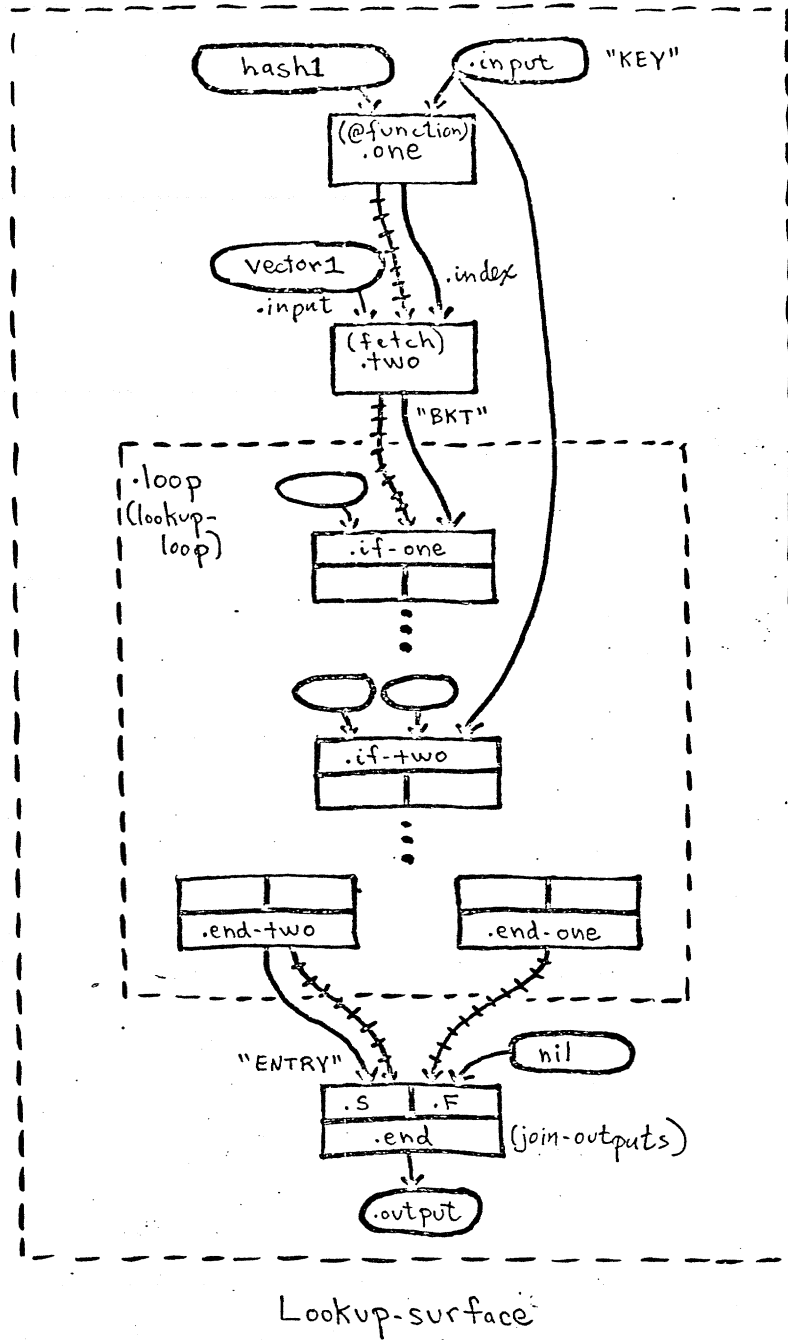 hash1
.input "KEY"
(@function)
.one
vector1
.input
.index
(fetch)
.two
"BKT"
.loop
(lookup-
loop)
.if-one
.if-two
.end-two
.end-one
"ENTRY"
nil
.S
.F
.end
(join-outputs)
.output
Lookup-surface